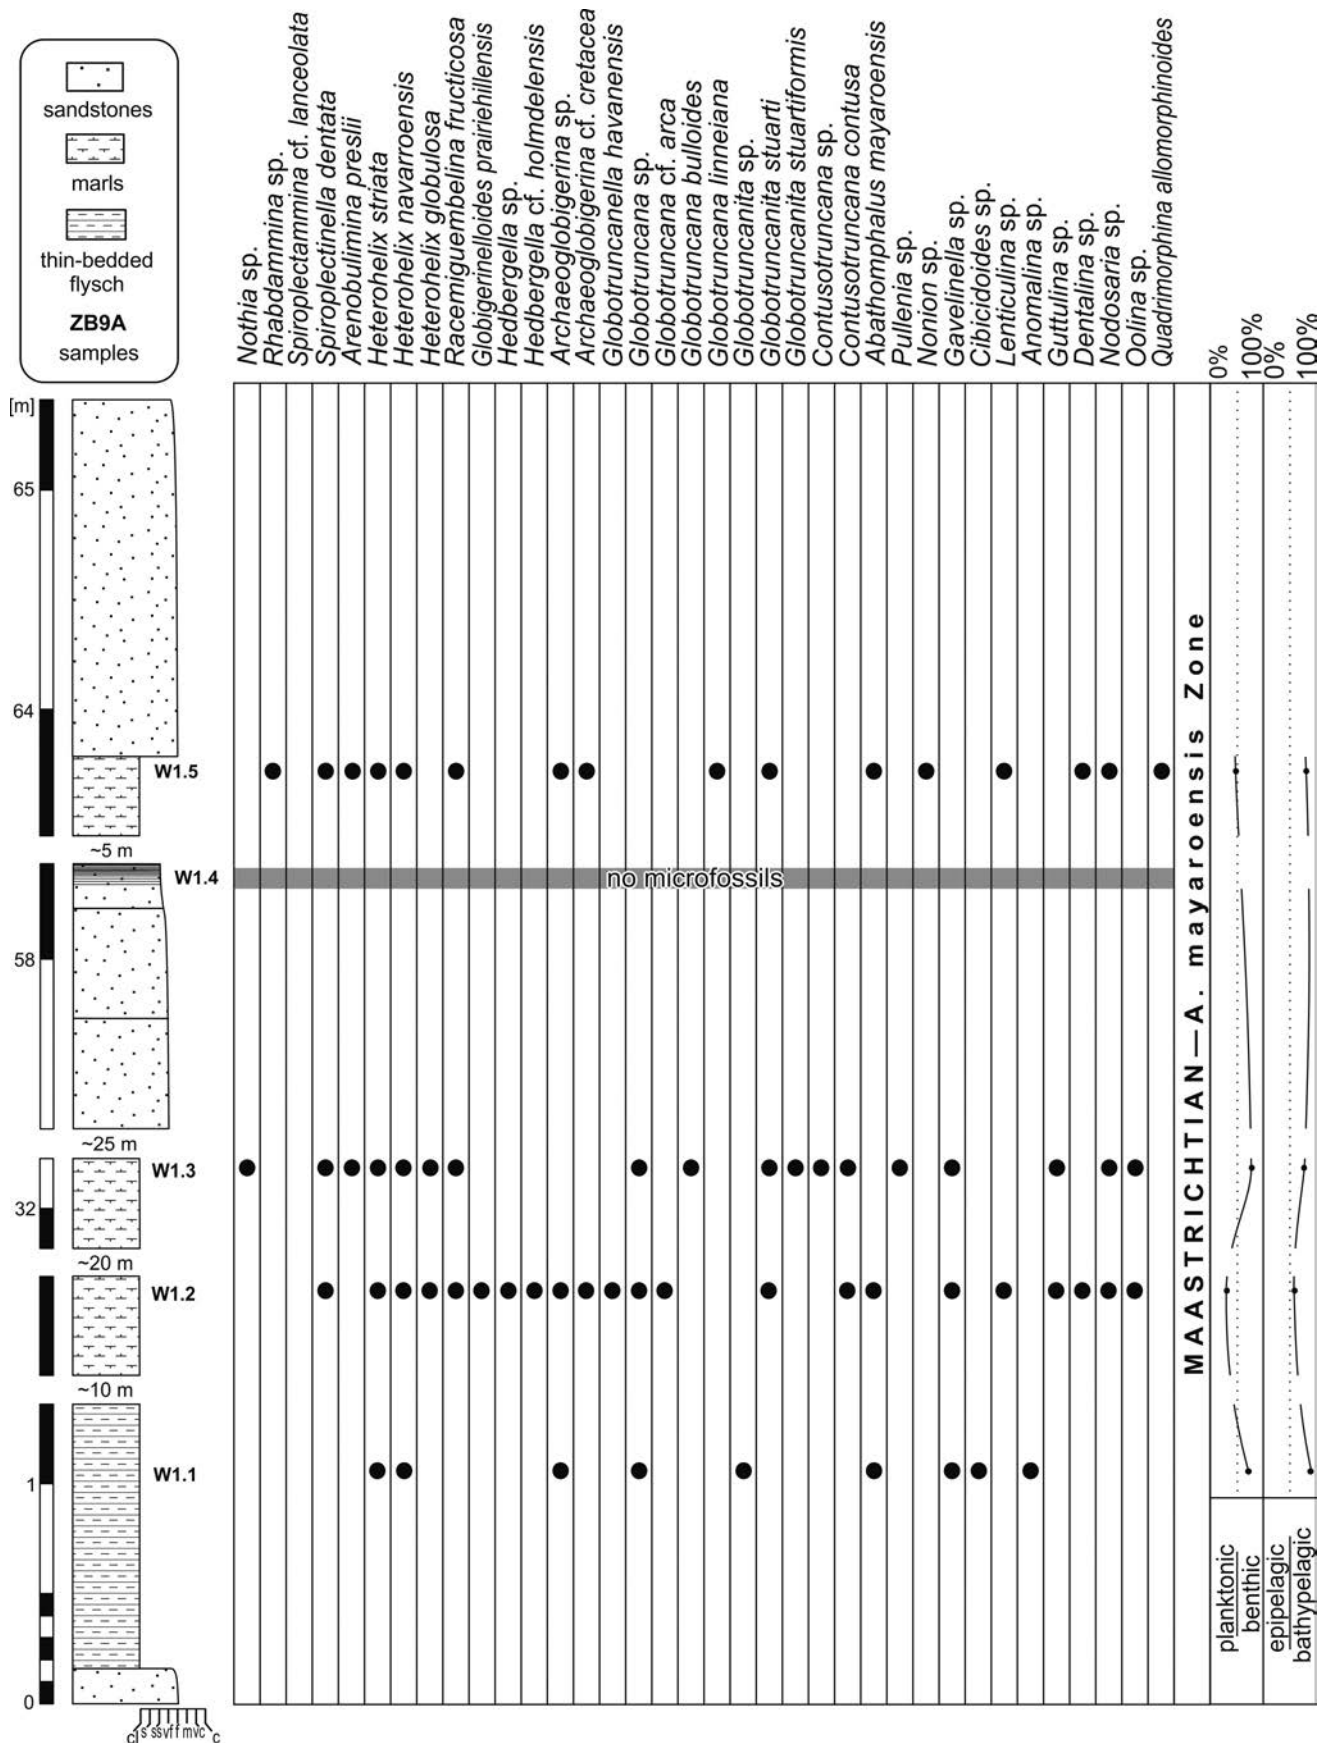 sandstones
marls
thin-bedded
flysch
ZB9A
samples
Nothia sp.
Rhabdammina sp.
Spiroplectammina cf. lanceolata
Spiroplectinella dentata
Arenobulimina preslii
Heterohelix striata
Heterohelix navarroensis
Heterohelix globulosa
Racemiguembelina fructicosa
Globigerinelloides prairiehillensis
Hedbergella sp.
Hedbergella cf. holmdelensis
Archaeoglobigerina sp.
Archaeoglobigerina cf. cretacea
Globotruncanella havanensis
Globotruncana sp.
Globotruncana cf. arca
Globotruncana bulloides
Globotruncana linneiana
Globotruncanita sp.
Globotruncanita stuarti
Globotruncanita stuartiformis
Contusotruncana sp.
Contusotruncana contusa
Abathomphalus mayaroensis
Pullenia sp.
Nonion sp.
Gavelinella sp.
Cibicidoides sp.
Lenticulina sp.
Anomalina sp.
Guttulina sp.
Dentalina sp.
Nodosaria sp.
Oolina sp.
Quadrimorphina allomorphinoides
0%
100%
0%
100%
[m]
65
64
W1.5
~5 m
W1.4
no microfossils
58
~25 m
W1.3
32
~20 m
W1.2
~10 m
W1.1
1
0
MAASTRICHTIAN—A. mayaroensis Zone
planktonic
benthic
epipelagic
bathypelagic
cl s ssvf f m vc c